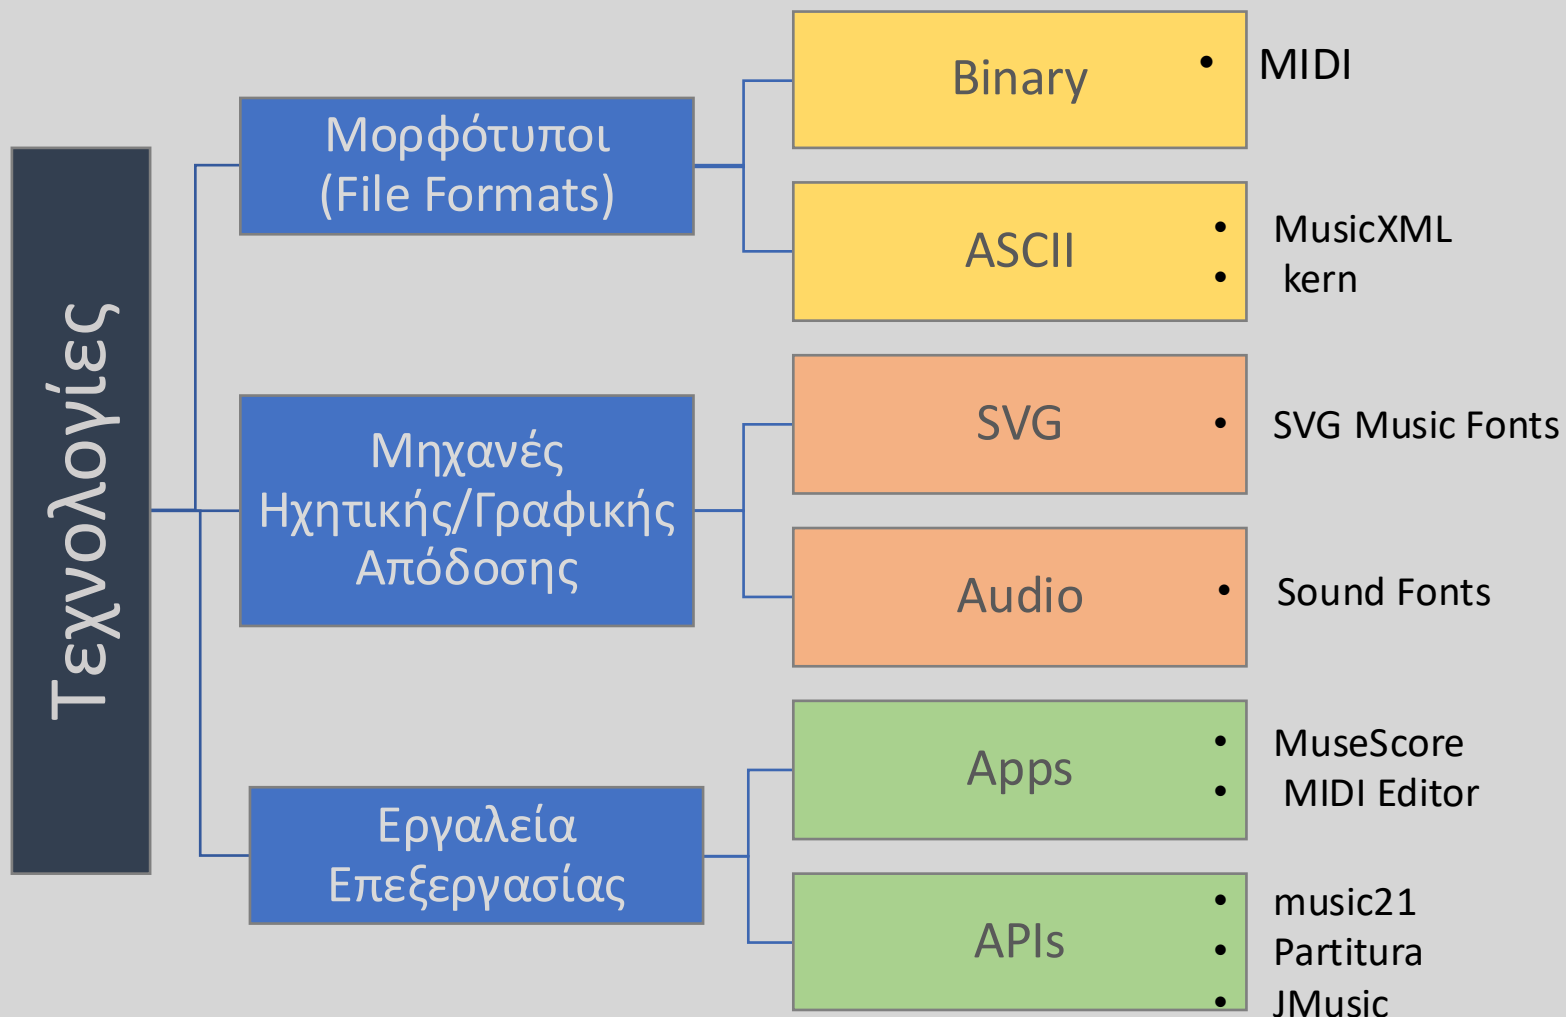 Τεχνολογίες
Μορφότυποι
(File Formats)
Binary
• MIDI
ASCII
• MusicXML
• kern
Μηχανές
Ηχητικής/Γραφικής
Απόδοσης
SVG
• SVG Music Fonts
Audio
• Sound Fonts
Εργαλεία
Επεξεργασίας
Apps
• MuseScore
• MIDI Editor
APIs
• music21
• Partitura
• JMusic